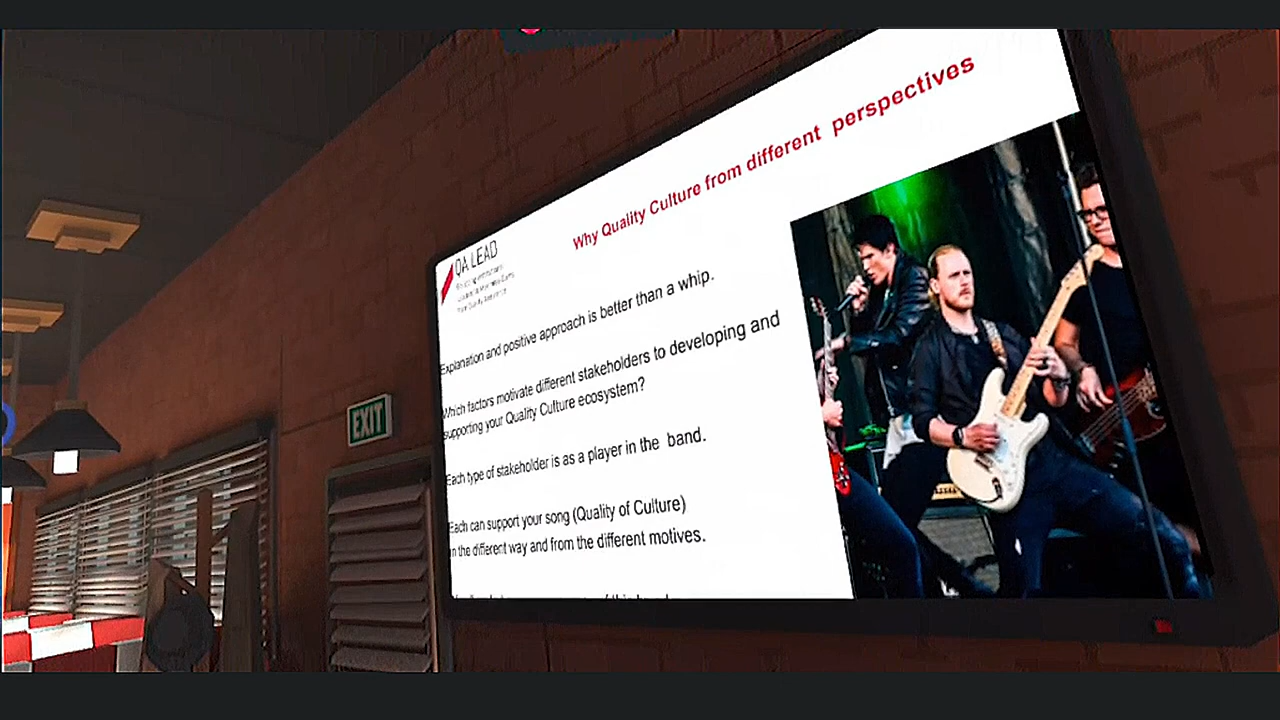 Why Quality Culture from different perspectives
QA LEAD
Explanation and positive approach is better than a whip.
Which factors motivate different stakeholders to developing and
supporting your Quality Culture ecosystem?
Each type of stakeholder is as a player in the band.
Each can support your song (Quality of Culture)
in the different way and from the different motives.
EXIT